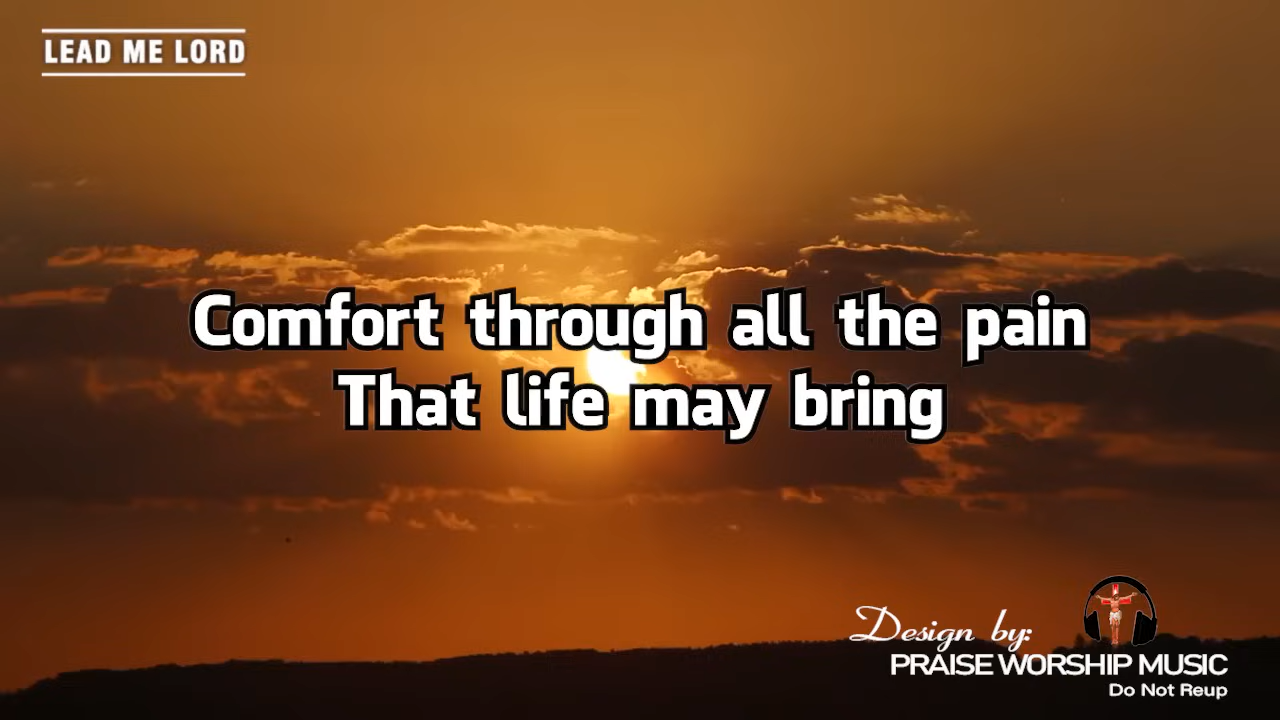 LEAD ME LORD
Comfort through all the pain
That life may bring
Design by:
PRAISE WORSHIP MUSIC
Do Not Reup